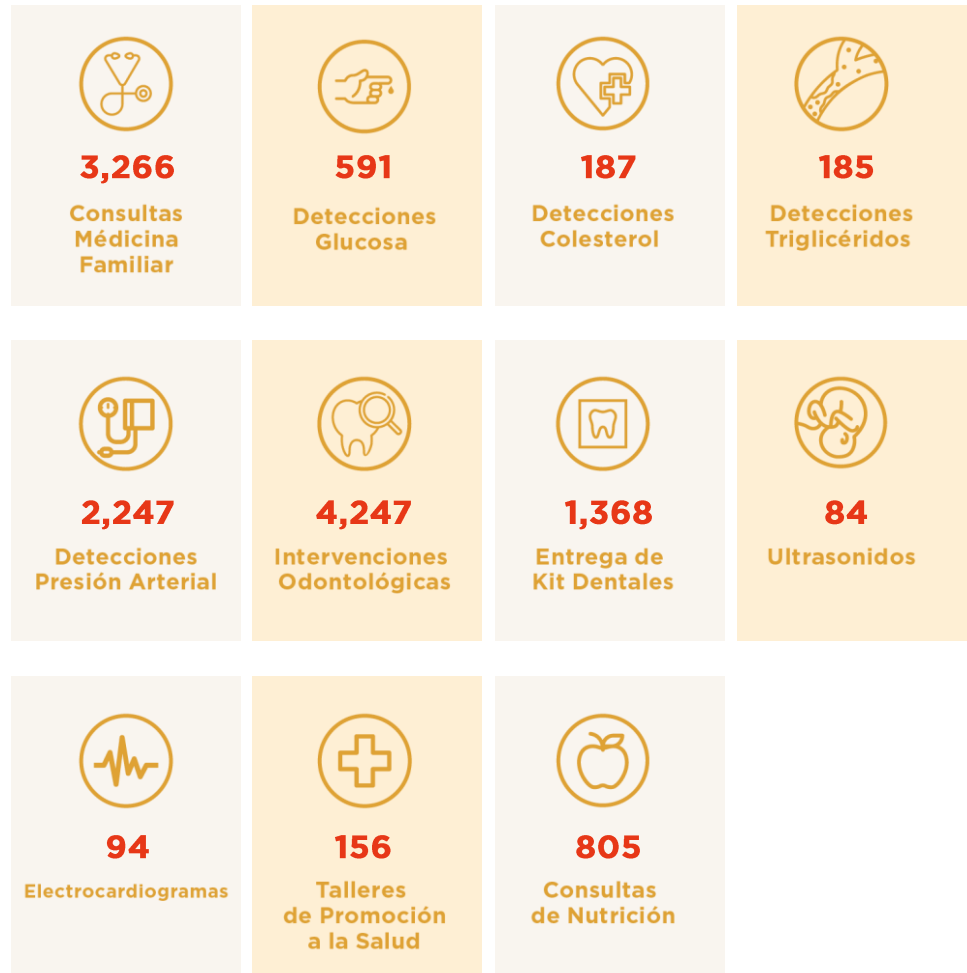 3,266
Consultas
Médicina
Familiar
591
Detecciones
Glucosa
187
Detecciones
Colesterol
185
Detecciones
Triglicéridos
2,247
Detecciones
Presión Arterial
4,247
Intervenciones
Odontológicas
1,368
Entrega de
Kit Dentales
84
Ultrasonidos
94
Electrocardiogramas
156
Talleres
de Promoción
a la Salud
805
Consultas
de Nutrición